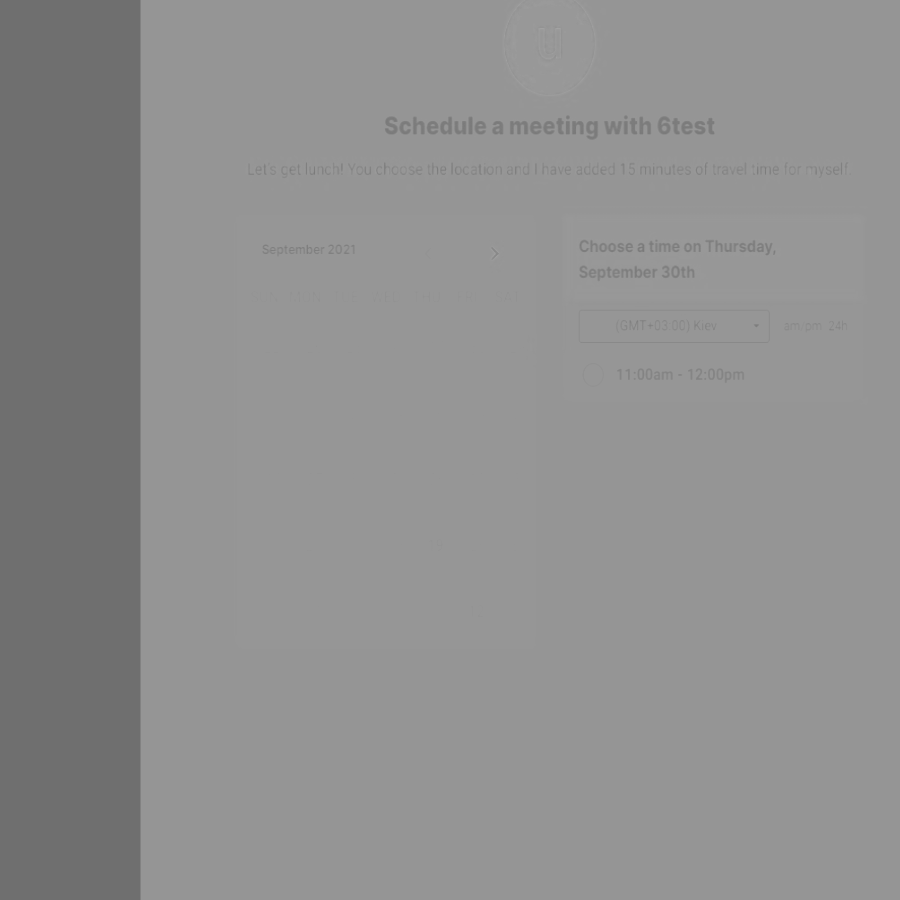 U
Schedule a meeting with 6test
Let's get lunch! You choose the location and I have added 15 minutes of travel time for myself.
September 2021
Choose a time on Thursday,
September 30th
(GMT+03:00) Kiev
am/pm 24h
11:00am - 12:00pm